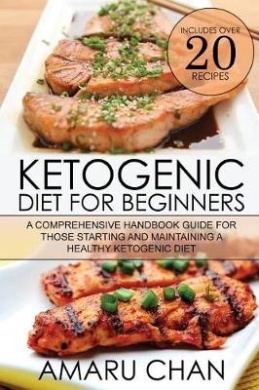 INCLUDES OVER
20
RECIPES
KETOGENIC
DIET FOR BEGINNERS
A COMPREHENSIVE HANDBOOK GUIDE FOR
THOSE STARTING AND MAINTAINING A
HEALTHY KETOGENIC DIET
AMARU CHAN